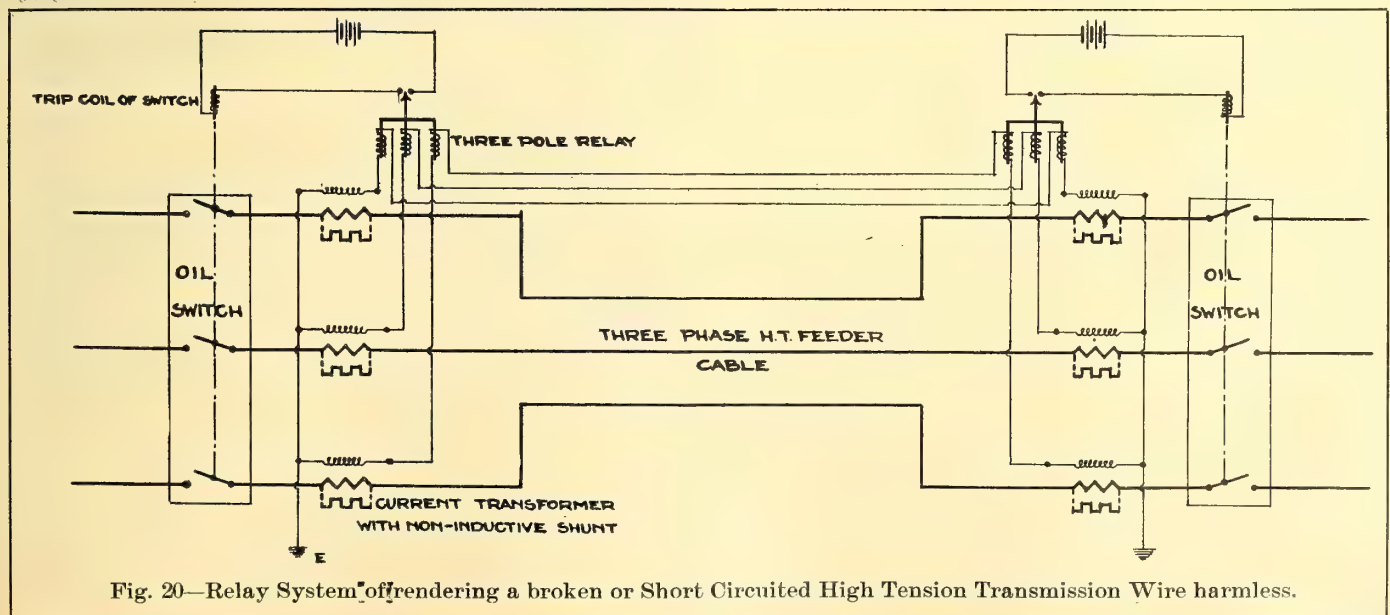 TRIP COIL OF SWITCH
THREE POLE RELAY
OIL
SWITCH
OIL
SWITCH
THREE PHASE H.T. FEEDER
CABLE
CURRENT TRANSFORMER
WITH NON-INDUCTIVE SHUNT
E
Fig. 20—Relay System of rendering a broken or Short Circuited High Tension Transmission Wire harmless.